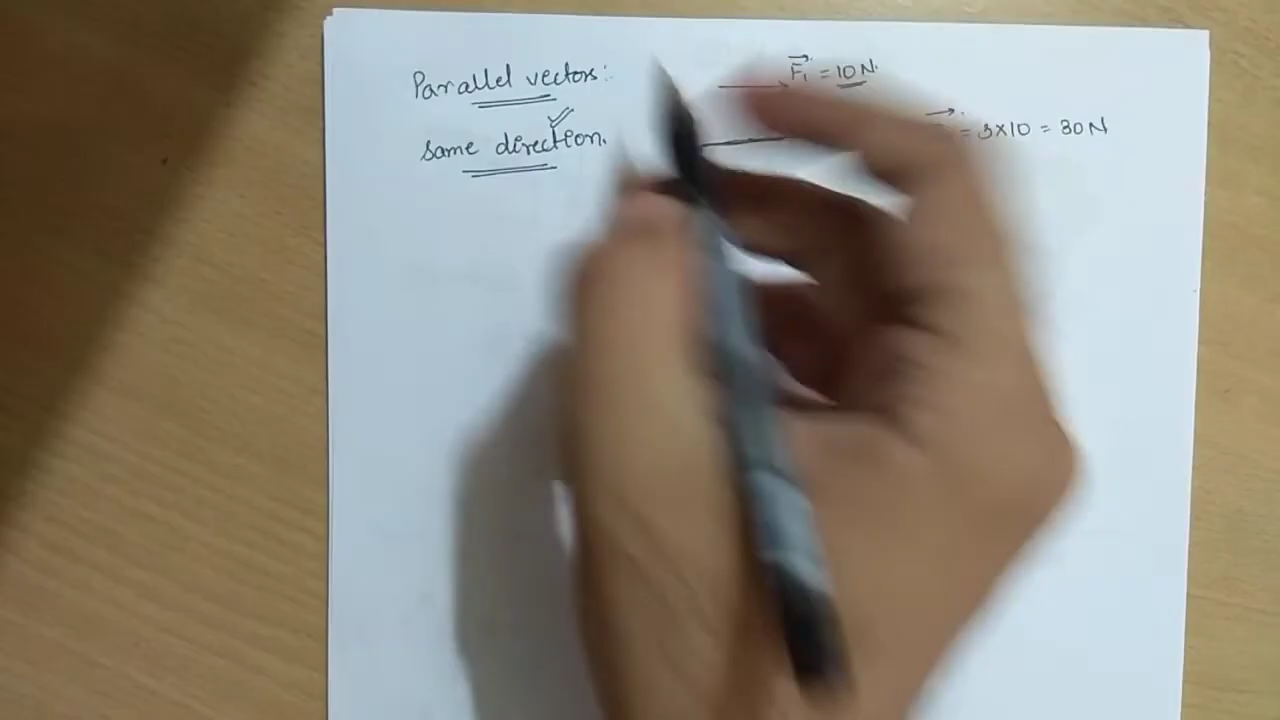 Parallel vectors:
F₁ = 10 N.
same direction.
= 3×10 = 30 N